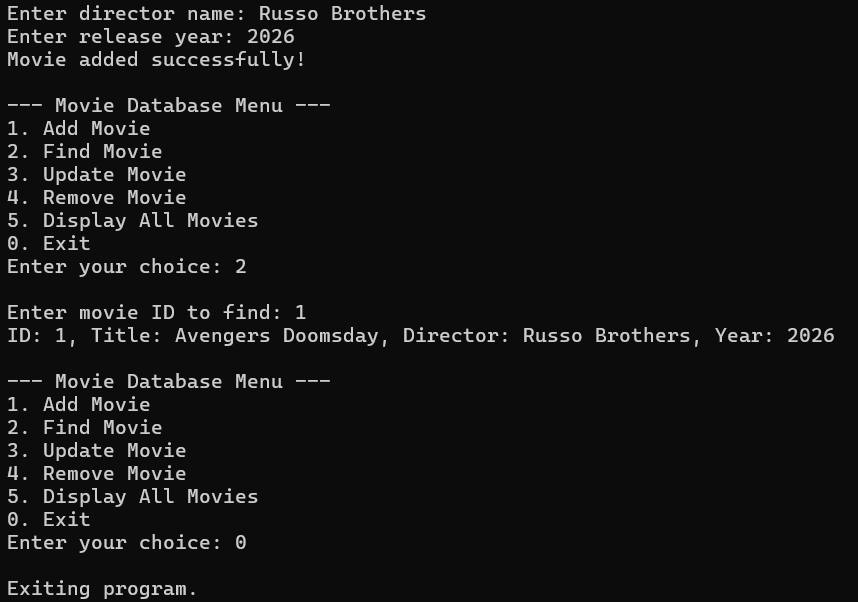 Enter director name: Russo Brothers
Enter release year: 2026
Movie added successfully!
--- Movie Database Menu ---
1. Add Movie
2. Find Movie
3. Update Movie
4. Remove Movie
5. Display All Movies
0. Exit
Enter your choice: 2
Enter movie ID to find: 1
ID: 1, Title: Avengers Doomsday, Director: Russo Brothers, Year: 2026
--- Movie Database Menu ---
1. Add Movie
2. Find Movie
3. Update Movie
4. Remove Movie
5. Display All Movies
0. Exit
Enter your choice: 0
Exiting program.